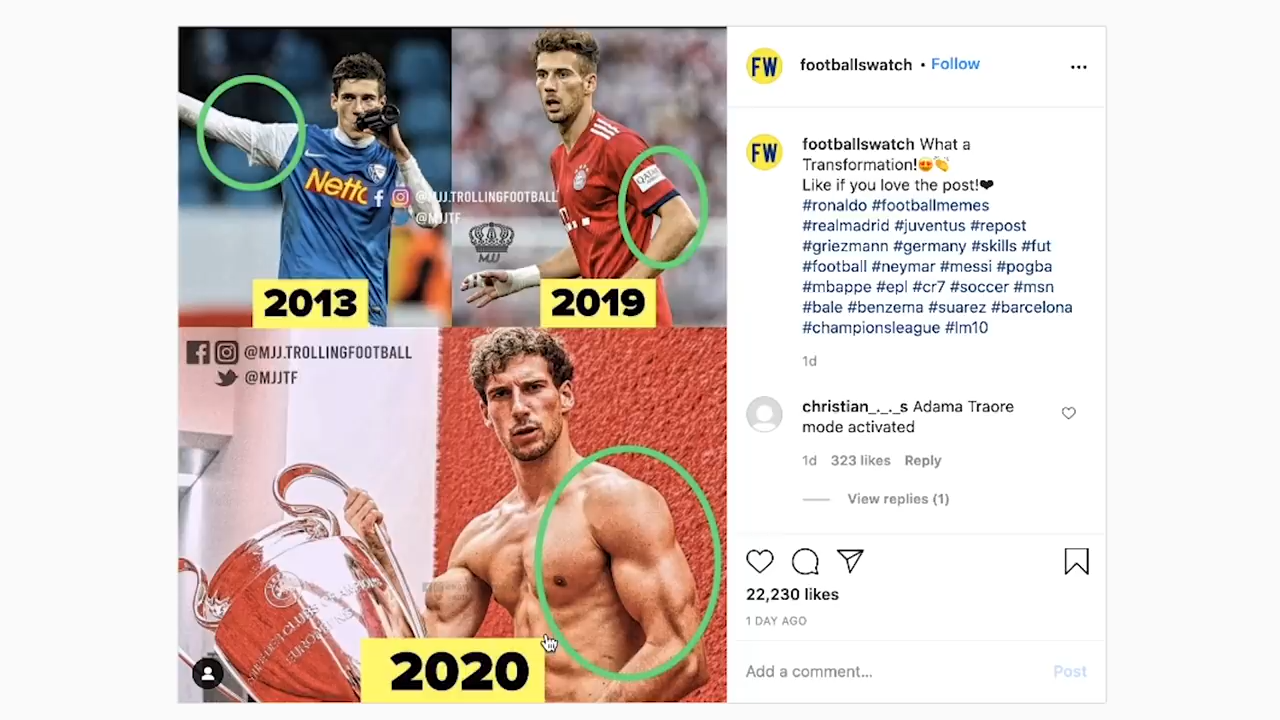 Netto
@MJJ.TROLLINGFOOTBALL
@MJJTF
MJJ
QATAR
2013
2019
@MJJ.TROLLINGFOOTBALL
@MJJTF
2020
FW
footballswatch • Follow
FW
footballswatch What a
Transformation!😍👏
Like if you love the post!❤
#ronaldo #footballmemes
#realmadrid #juventus #repost
#griezmann #germany #skills #fut
#football #neymar #messi #pogba
#mbappe #epl #cr7 #soccer #msn
#bale #benzema #suarez #barcelona
#championsleague #lm10
1d
christian_._._s Adama Traore
mode activated
1d 323 likes Reply
View replies (1)
22,230 likes
1 DAY AGO
Add a comment... Post